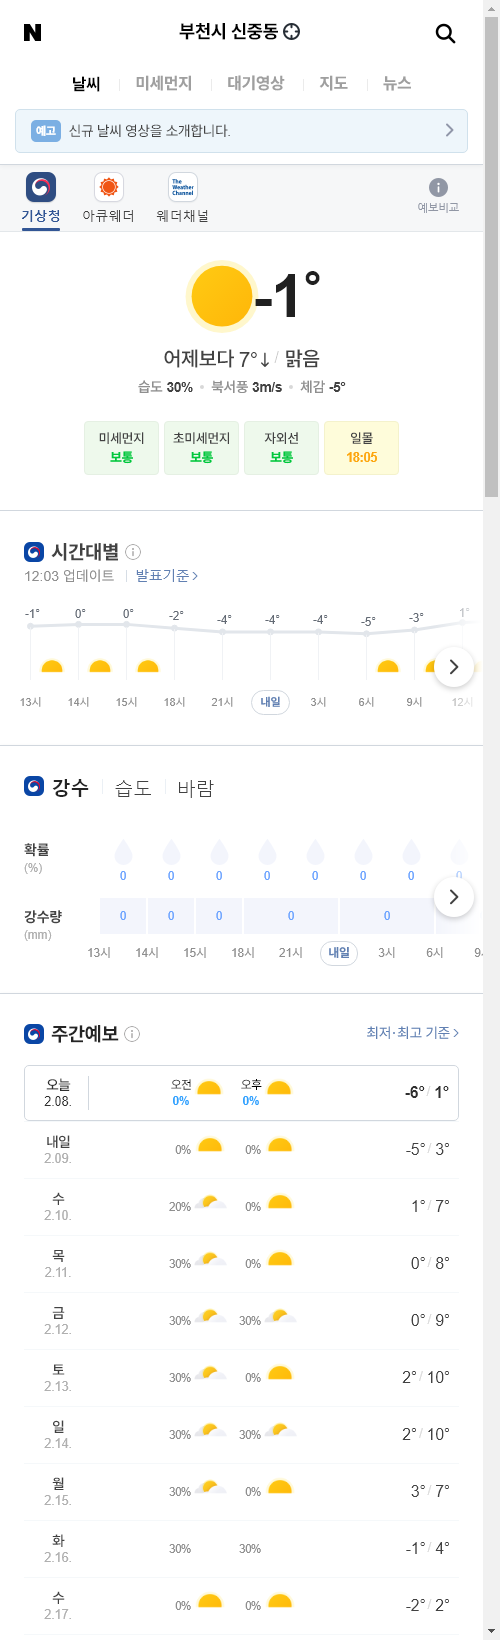 N
부천시 신중동
날씨 미세먼지 대기영상 지도 뉴스
예고 신규 날씨 영상을 소개합니다.
The Weather Channel
기상청 아큐웨더 웨더채널 예보비교
-1°
어제보다 7°↓ / 맑음
습도 30% • 북서풍 3m/s • 체감 -5°
미세먼지 초미세먼지 자외선 일몰
보통 보통 보통 18:05
시간대별
12:03 업데이트 발표기준 >
-1° 0° 0° -2° -4° -4° -4° -5° -3° 1°
13시 14시 15시 18시 21시 내일 3시 6시 9시 12시
강수 습도 바람
확률
(%)
0 0 0 0 0 0 0 0
강수량
(mm)
0 0 0 0 0
13시 14시 15시 18시 21시 내일 3시 6시 9
주간예보 최저·최고 기준 >
오늘 2.08. 오전 0% 오후 0% -6° / 1°
내일 2.09. 0% 0% -5° / 3°
수 2.10. 20% 0% 1° / 7°
목 2.11. 30% 0% 0° / 8°
금 2.12. 30% 30% 0° / 9°
토 2.13. 30% 0% 2° / 10°
일 2.14. 30% 30% 2° / 10°
월 2.15. 30% 0% 3° / 7°
화 2.16. 30% 30% -1° / 4°
수 2.17. 0% 0% -2° / 2°